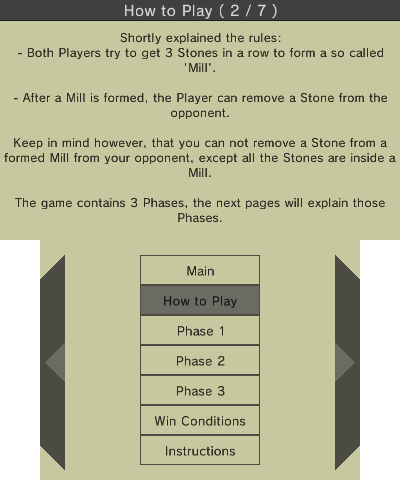 How to Play ( 2 / 7 )
Shortly explained the rules:
- Both Players try to get 3 Stones in a row to form a so called
'Mill'.
- After a Mill is formed, the Player can remove a Stone from the
opponent.
Keep in mind however, that you can not remove a Stone from a
formed Mill from your opponent, except all the Stones are inside a
Mill.
The game contains 3 Phases, the next pages will explain those
Phases.
Main
How to Play
Phase 1
Phase 2
Phase 3
Win Conditions
Instructions